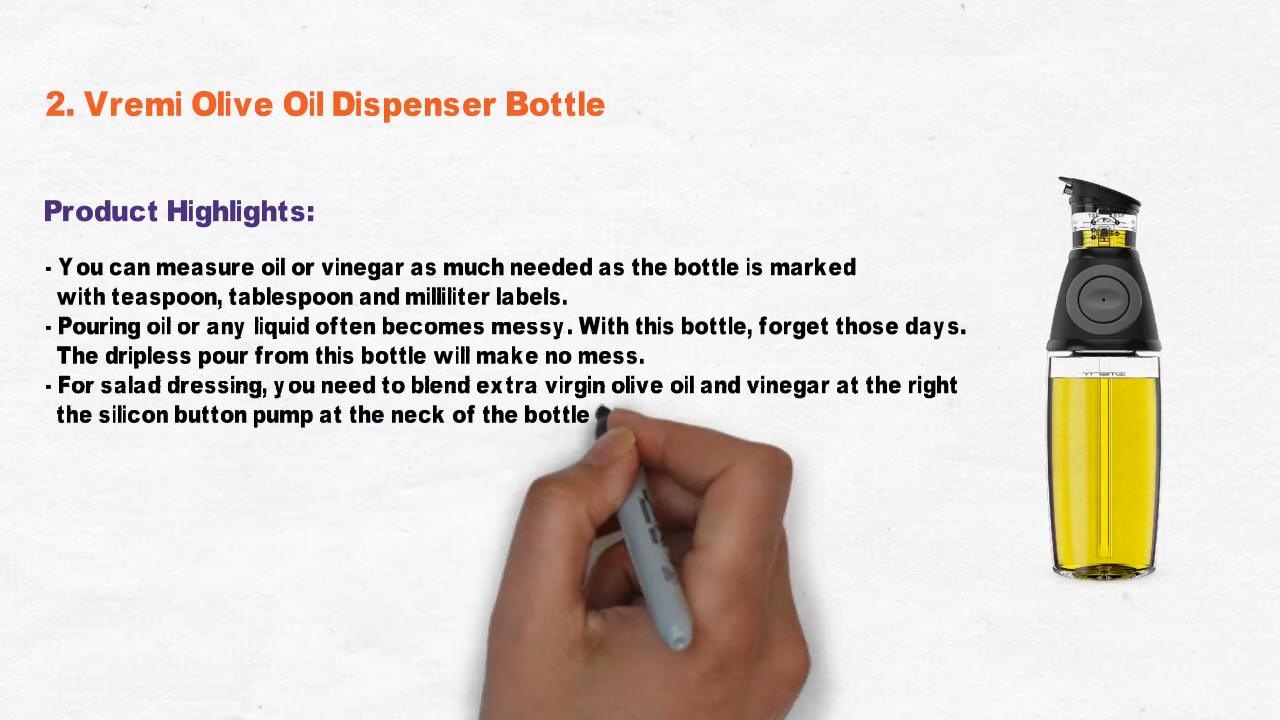 2. Vremi Olive Oil Dispenser Bottle
Product Highlights:
- You can measure oil or vinegar as much needed as the bottle is marked
with teaspoon, tablespoon and milliliter labels.
- Pouring oil or any liquid often becomes messy. With this bottle, forget those days.
The dripless pour from this bottle will make no mess.
- For salad dressing, you need to blend extra virgin olive oil and vinegar at the right
the silicon button pump at the neck of the bottle